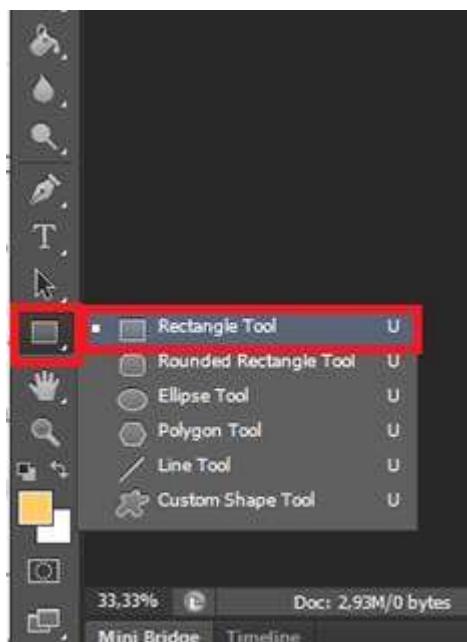 T
Rectangle Tool U
Rounded Rectangle Tool U
Ellipse Tool U
Polygon Tool U
Line Tool U
Custom Shape Tool U
33,33% Doc: 2,93M/0 bytes
Mini Bridge Timeline